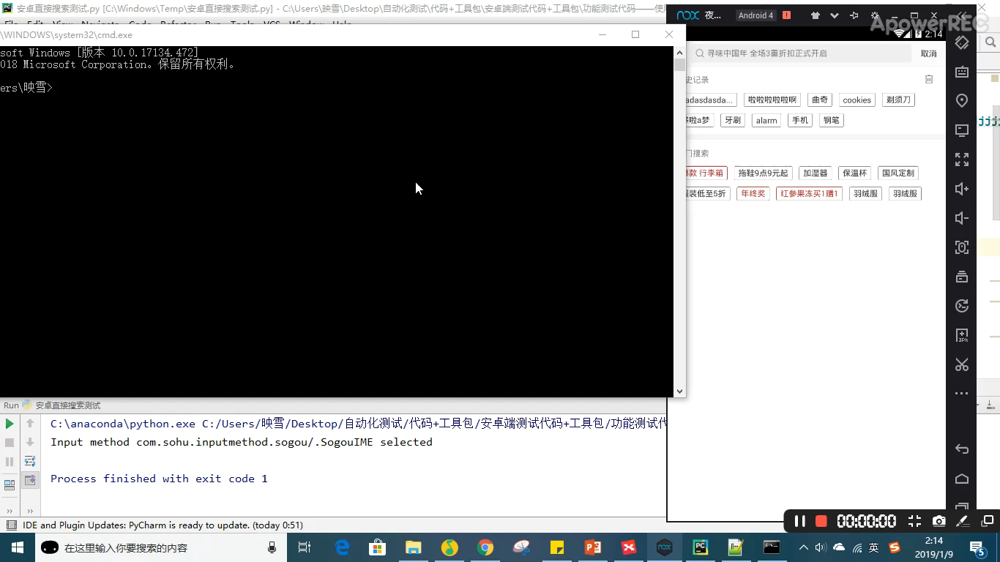 安卓直接搜索测试.py [C:\Windows\Temp\安卓直接搜索测试.py] - C:\Users\映雪\Desktop\自动化测试\代码+工具包\安卓端测试代码+工具包\功能测试代码——使用
nox 夜... Android 4
ApowerREC
\WINDOWS\system32\cmd.exe
2:14
soft Windows [版本 10.0.17134.472]
018 Microsoft Corporation。保留所有权利。
ers\映雪>
寻味中国年 全场3重折扣正式开启 取消
史记录
adasdasda... 啦啦啦啦啦啊 曲奇 cookies 剃须刀
啦a梦 牙刷 alarm 手机 钢笔
门搜索
爆款 行李箱 拖鞋9点9元起 加湿器 保温杯 国风定制
服装低至5折 年终奖 红参果冻买1赠1 羽绒服 羽绒服
Run 安卓直接搜索测试
C:\anaconda\python.exe C:/Users/映雪/Desktop/自动化测试/代码+工具包/安卓端测试代码+工具包/功能测试代
Input method com.sohu.inputmethod.sogou/.SogouIME selected
Process finished with exit code 1
IDE and Plugin Updates: PyCharm is ready to update. (today 0:51)
00:00:00
在这里输入你要搜索的内容
英
2:14
2019/1/9
5